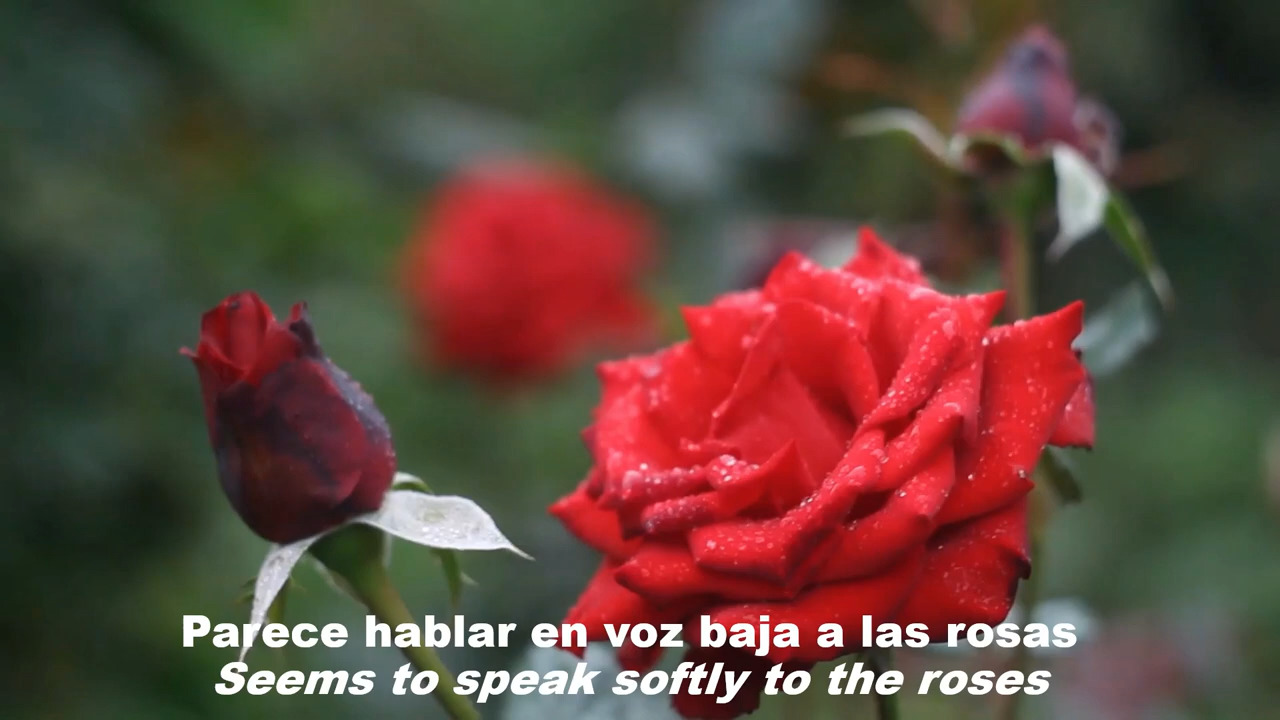 Parece hablar en voz baja a las rosas
Seems to speak softly to the roses